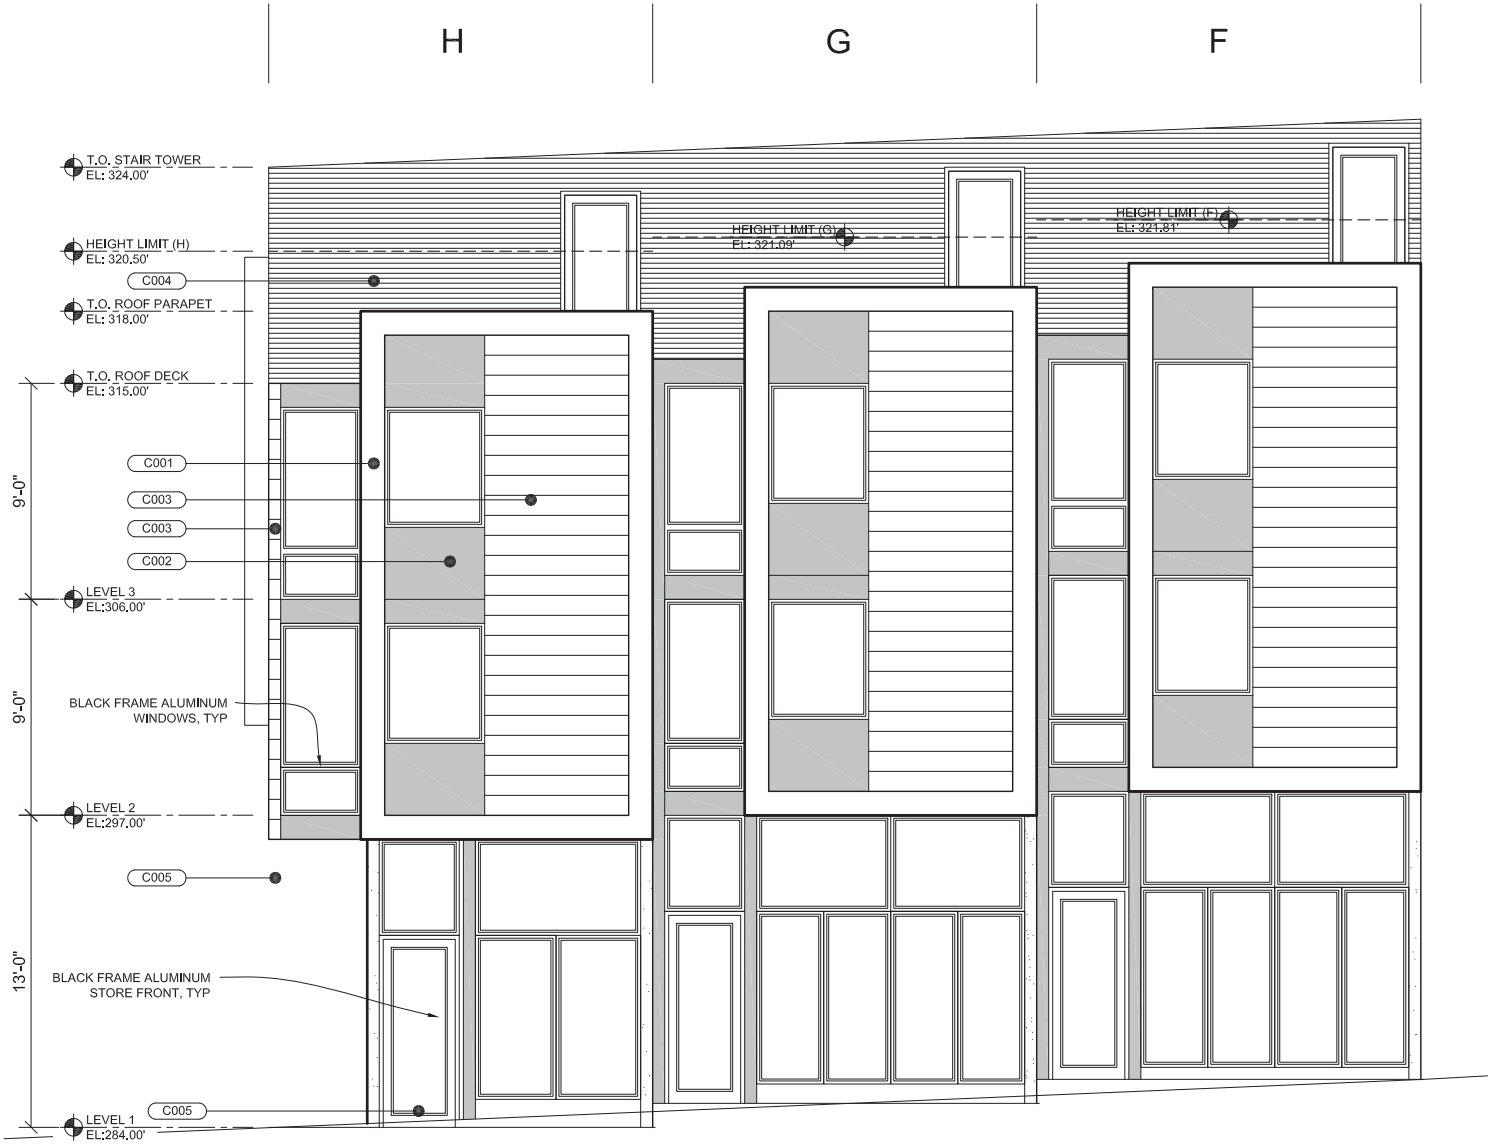 H
G
F
T.O. STAIR TOWER
EL: 324.00'
HEIGHT LIMIT (F)
EL: 321.81'
HEIGHT LIMIT (G)
EL: 321.09'
HEIGHT LIMIT (H)
EL: 320.50'
C004
T.O. ROOF PARAPET
EL: 318.00'
T.O. ROOF DECK
EL: 315.00'
C001
9'-0"
C003
C003
C002
LEVEL 3
EL:306.00'
9'-0"
BLACK FRAME ALUMINUM
WINDOWS, TYP
LEVEL 2
EL:297.00'
C005
13'-0"
BLACK FRAME ALUMINUM
STORE FRONT, TYP
C005
LEVEL 1
EL:284.00'